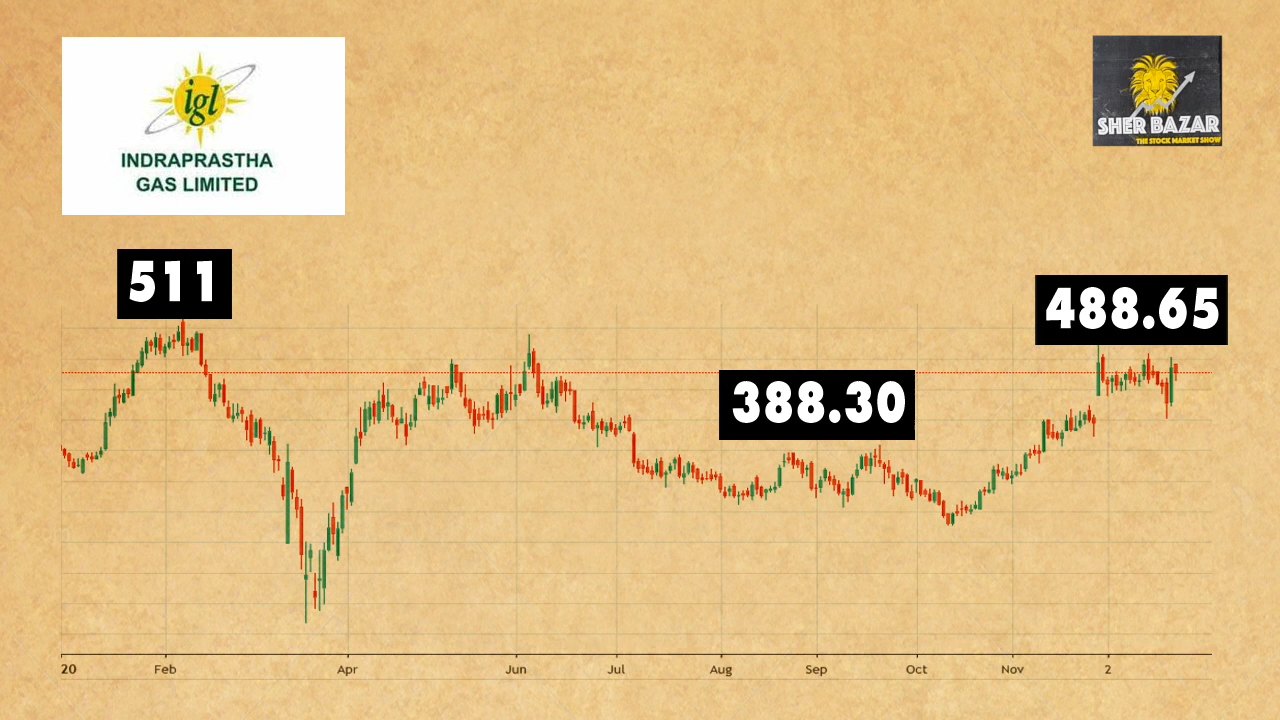 igl
INDRAPRASTHA
GAS LIMITED
SHER BAZAR
THE STOCK MARKET SHOW
511
488.65
388.30
20 Feb Apr Jun Jul Aug Sep Oct Nov 2